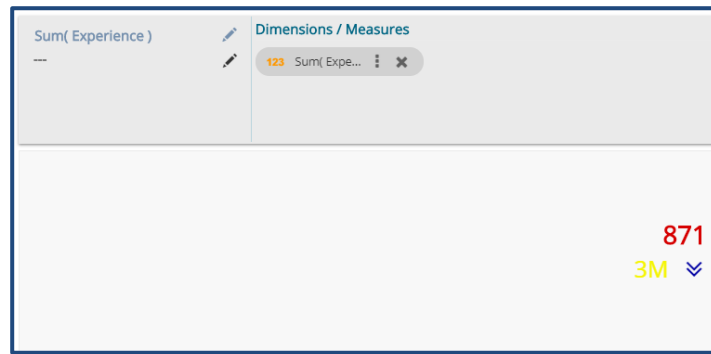 Sum( Experience )
---
Dimensions / Measures
123 Sum( Expe...
871
3M